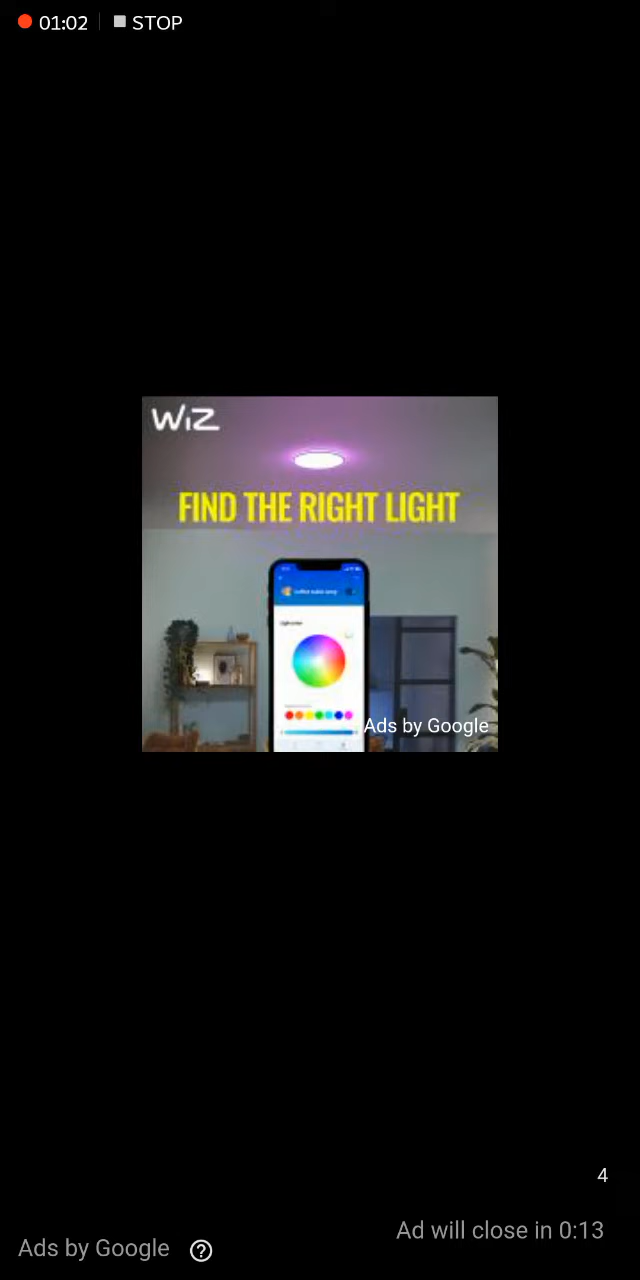 01:02 STOP
WiZ
FIND THE RIGHT LIGHT
Ads by Google
4
Ad will close in 0:13
Ads by Google